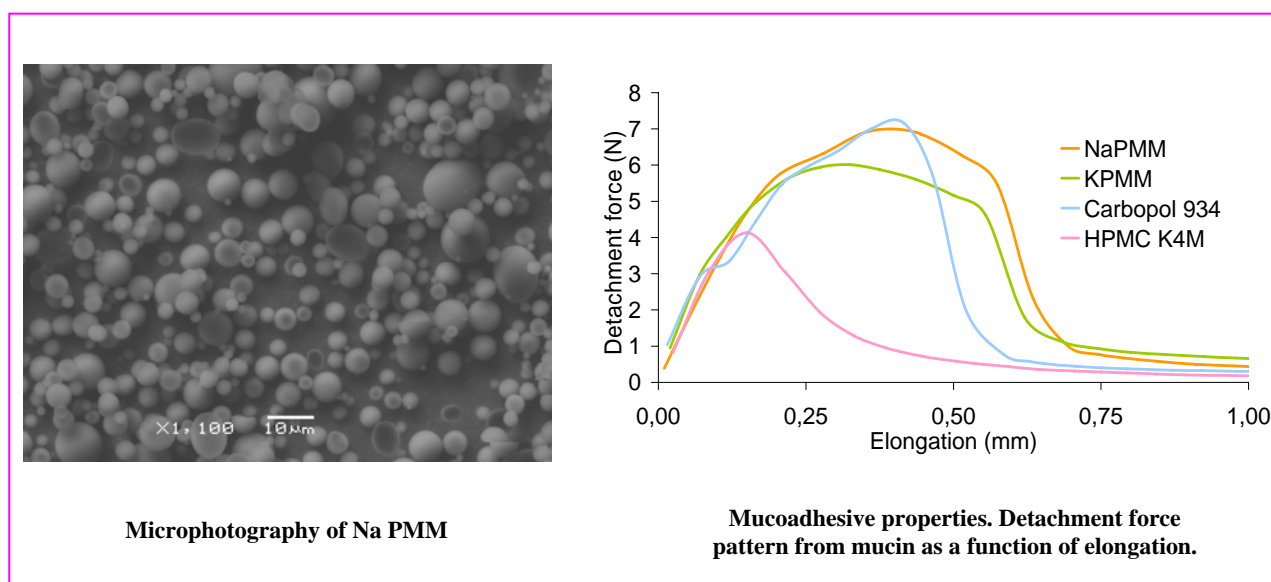 X1,100 10µm
Microphotography of Na PMM
Detachment force (N)
8
7
6
5
4
3
2
1
0
0,00 0,25 0,50 0,75 1,00
Elongation (mm)
NaPMM
KPMM
Carbopol 934
HPMC K4M
Mucoadhesive properties. Detachment force
pattern from mucin as a function of elongation.